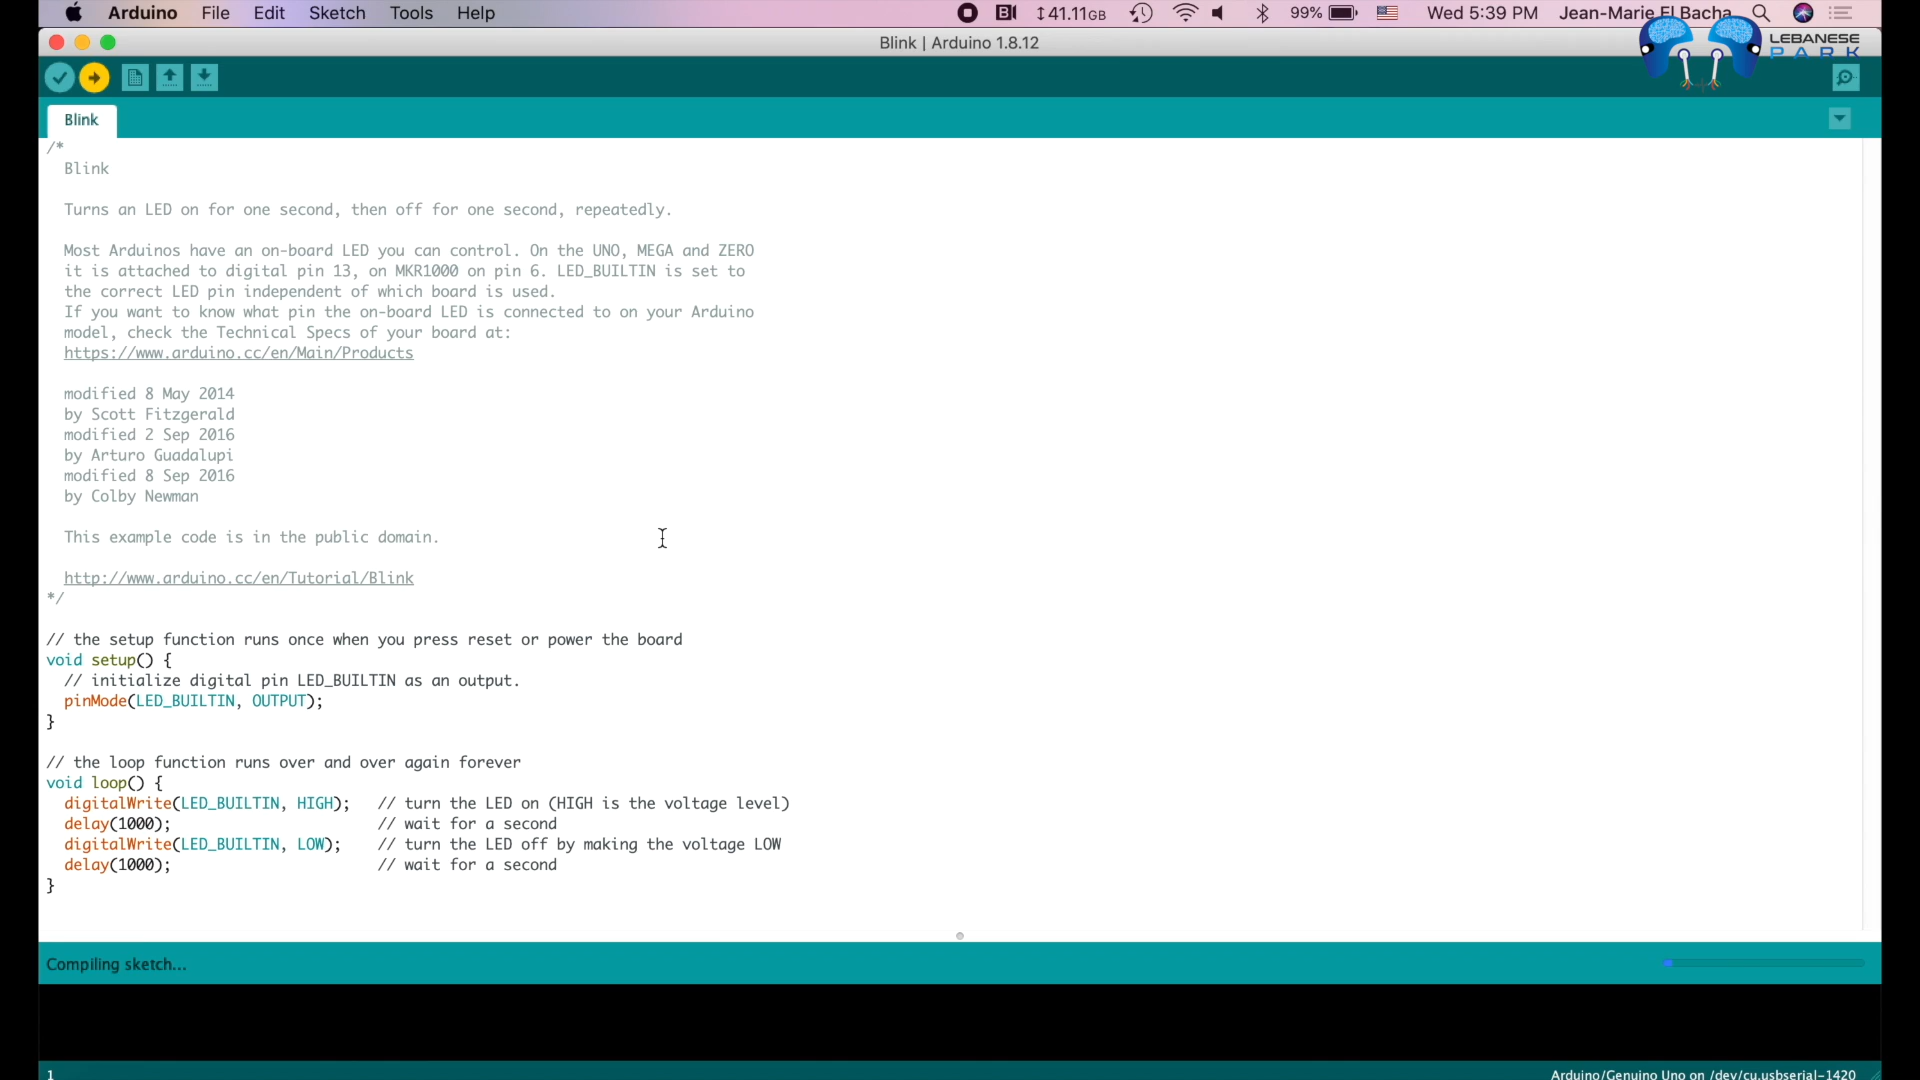 Arduino File Edit Sketch Tools Help 41.11GB 99% Wed 5:39 PM Jean-Marie El Bacha
Blink | Arduino 1.8.12
LEBANESE
PARK
Blink
/*
  Blink

  Turns an LED on for one second, then off for one second, repeatedly.

  Most Arduinos have an on-board LED you can control. On the UNO, MEGA and ZERO
  it is attached to digital pin 13, on MKR1000 on pin 6. LED_BUILTIN is set to
  the correct LED pin independent of which board is used.
  If you want to know what pin the on-board LED is connected to on your Arduino
  model, check the Technical Specs of your board at:
  https://www.arduino.cc/en/Main/Products

  modified 8 May 2014
  by Scott Fitzgerald
  modified 2 Sep 2016
  by Arturo Guadalupi
  modified 8 Sep 2016
  by Colby Newman

  This example code is in the public domain.

  http://www.arduino.cc/en/Tutorial/Blink
*/

// the setup function runs once when you press reset or power the board
void setup() {
  // initialize digital pin LED_BUILTIN as an output.
  pinMode(LED_BUILTIN, OUTPUT);
}

// the loop function runs over and over again forever
void loop() {
  digitalWrite(LED_BUILTIN, HIGH);   // turn the LED on (HIGH is the voltage level)
  delay(1000);                       // wait for a second
  digitalWrite(LED_BUILTIN, LOW);    // turn the LED off by making the voltage LOW
  delay(1000);                       // wait for a second
}
Compiling sketch...
1 Arduino/Genuino Uno on /dev/cu.usbserial-1420